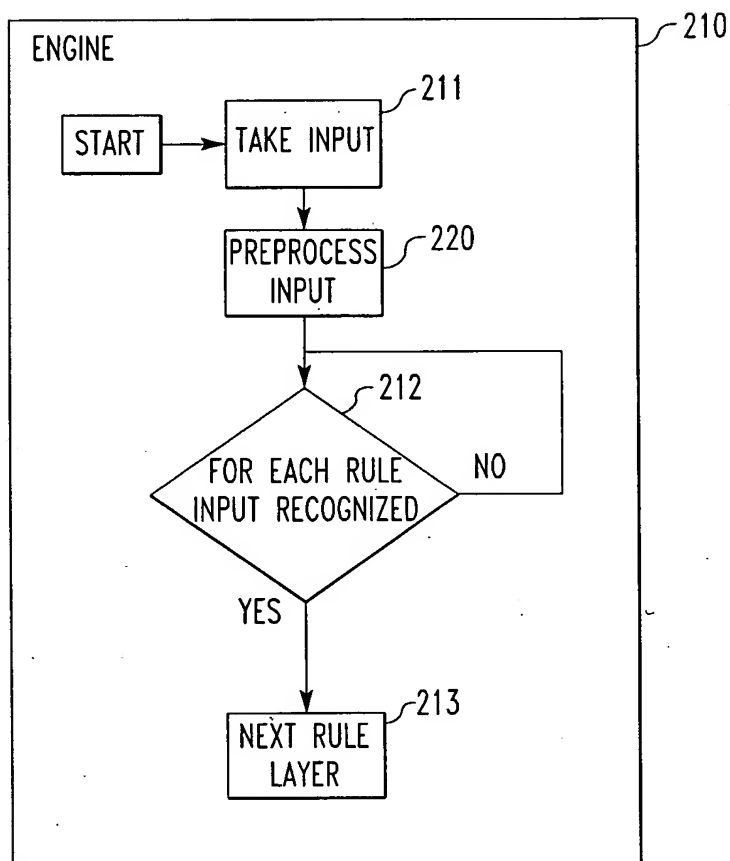 210
ENGINE
211
START
TAKE INPUT
220
PREPROCESS
INPUT
212
FOR EACH RULE
INPUT RECOGNIZED
NO
YES
213
NEXT RULE
LAYER